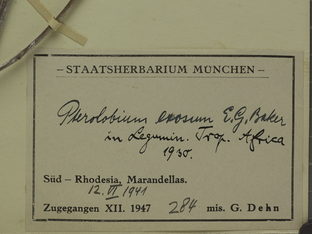 – STAATSHERBARIUM MÜNCHEN –
Pterolobium exosum E.G. Baker
in Legumin. Trop. Africa
1930.
Süd – Rhodesia, Marandellas.
12. VI 1941
Zugegangen XII. 1947 284 mis. G. Dehn